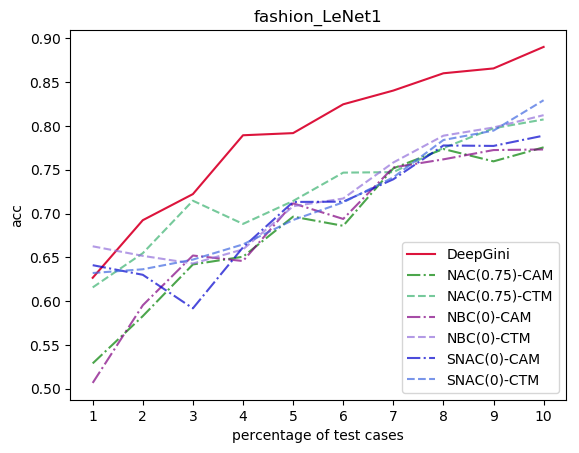 fashion_LeNet1
acc
0.90
0.85
0.80
0.75
0.70
0.65
0.60
0.55
0.50
DeepGini
NAC(0.75)-CAM
NAC(0.75)-CTM
NBC(0)-CAM
NBC(0)-CTM
SNAC(0)-CAM
SNAC(0)-CTM
1 2 3 4 5 6 7 8 9 10
percentage of test cases